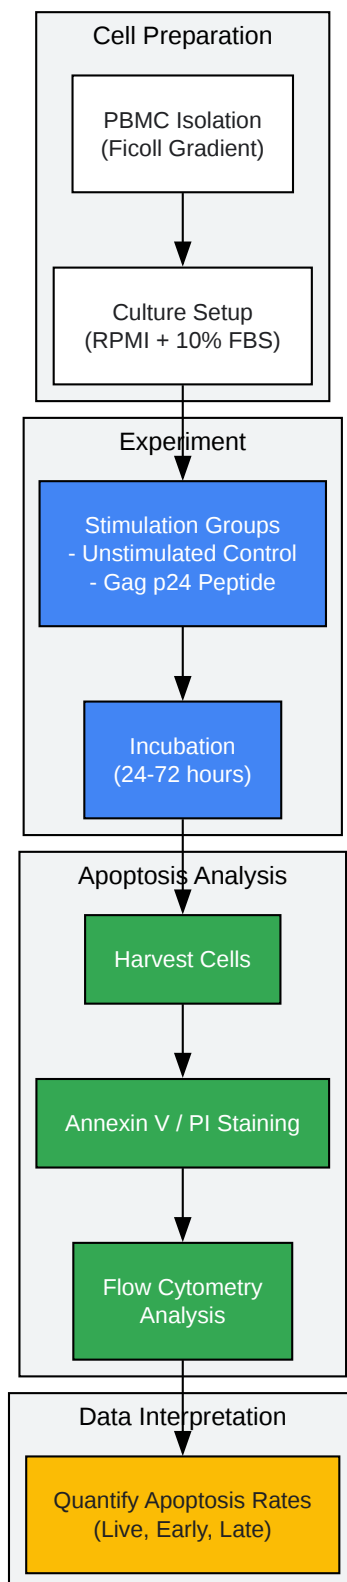 Cell Preparation
PBMC Isolation
(Ficoll Gradient)
Culture Setup
(RPMI + 10% FBS)
Experiment
Stimulation Groups
- Unstimulated Control
- Gag p24 Peptide
Incubation
(24-72 hours)
Apoptosis Analysis
Harvest Cells
Annexin V / PI Staining
Flow Cytometry
Analysis
Data Interpretation
Quantify Apoptosis Rates
(Live, Early, Late)